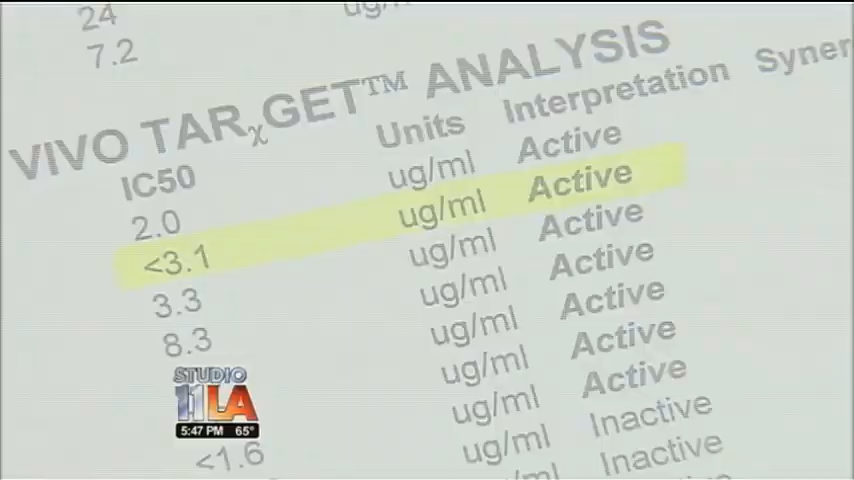 24 ug/
7.2
VIVO TARχGET™ ANALYSIS
IC50 Units Interpretation Syner
2.0 ug/ml Active
<3.1 ug/ml Active
3.3 ug/ml Active
8.3 ug/ml Active
ug/ml Active
ug/ml Active
<1.6 ug/ml Active
ug/ml Inactive
/ml Inactive
STUDIO
11 LA
5:47 PM 65°